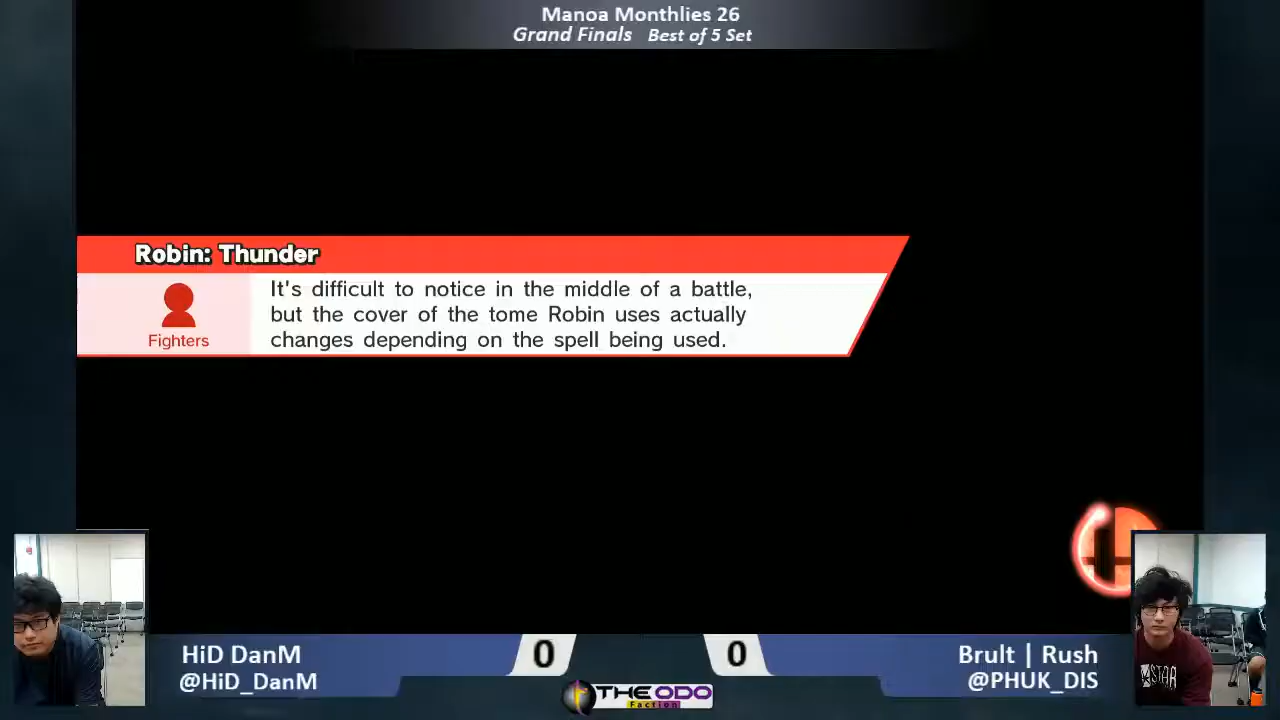 Manoa Monthlies 26
Grand Finals Best of 5 Set
Robin: Thunder
Fighters
It's difficult to notice in the middle of a battle,
but the cover of the tome Robin uses actually
changes depending on the spell being used.
HiD DanM
@HiD_DanM
0
0
Brult | Rush
@PHUK_DIS
THE ODO
Faction
STAR